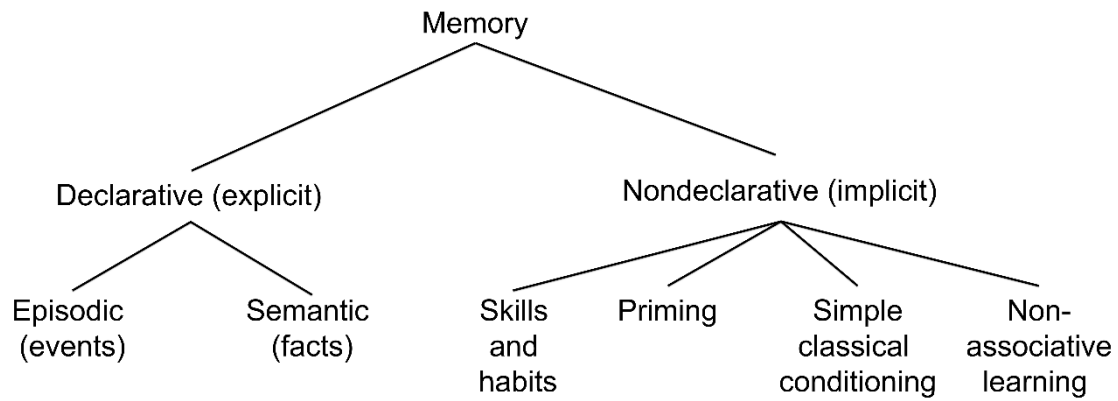 Memory
Declarative (explicit)
Nondeclarative (implicit)
Episodic
(events)
Semantic
(facts)
Skills
and
habits
Priming
Simple
classical
conditioning
Non-
associative
learning